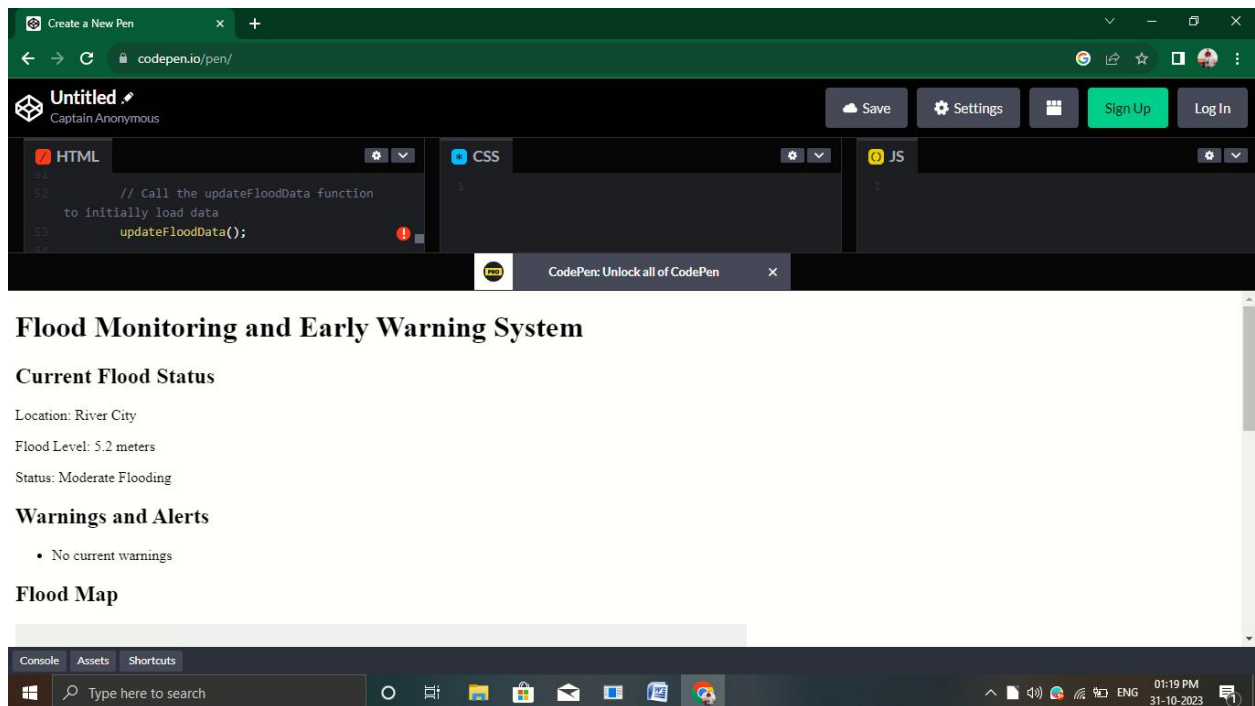 Create a New Pen
codepen.io/pen/
Untitled
Captain Anonymous
Save
Settings
Sign Up
Log In
HTML
CSS
JS
51
52 // Call the updateFloodData function
to initially load data
53 updateFloodData();
54
1
1
PRO
CodePen: Unlock all of CodePen
Flood Monitoring and Early Warning System
Current Flood Status
Location: River City
Flood Level: 5.2 meters
Status: Moderate Flooding
Warnings and Alerts
• No current warnings
Flood Map
Console Assets Shortcuts
Type here to search
ENG
01:19 PM
31-10-2023
1